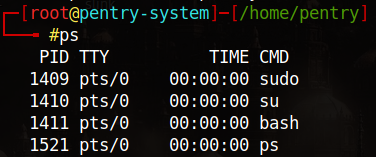 ┌─[root@pentry-system]─[/home/pentry]
└──╼ #ps
PID TTY TIME CMD
1409 pts/0 00:00:00 sudo
1410 pts/0 00:00:00 su
1411 pts/0 00:00:00 bash
1521 pts/0 00:00:00 ps